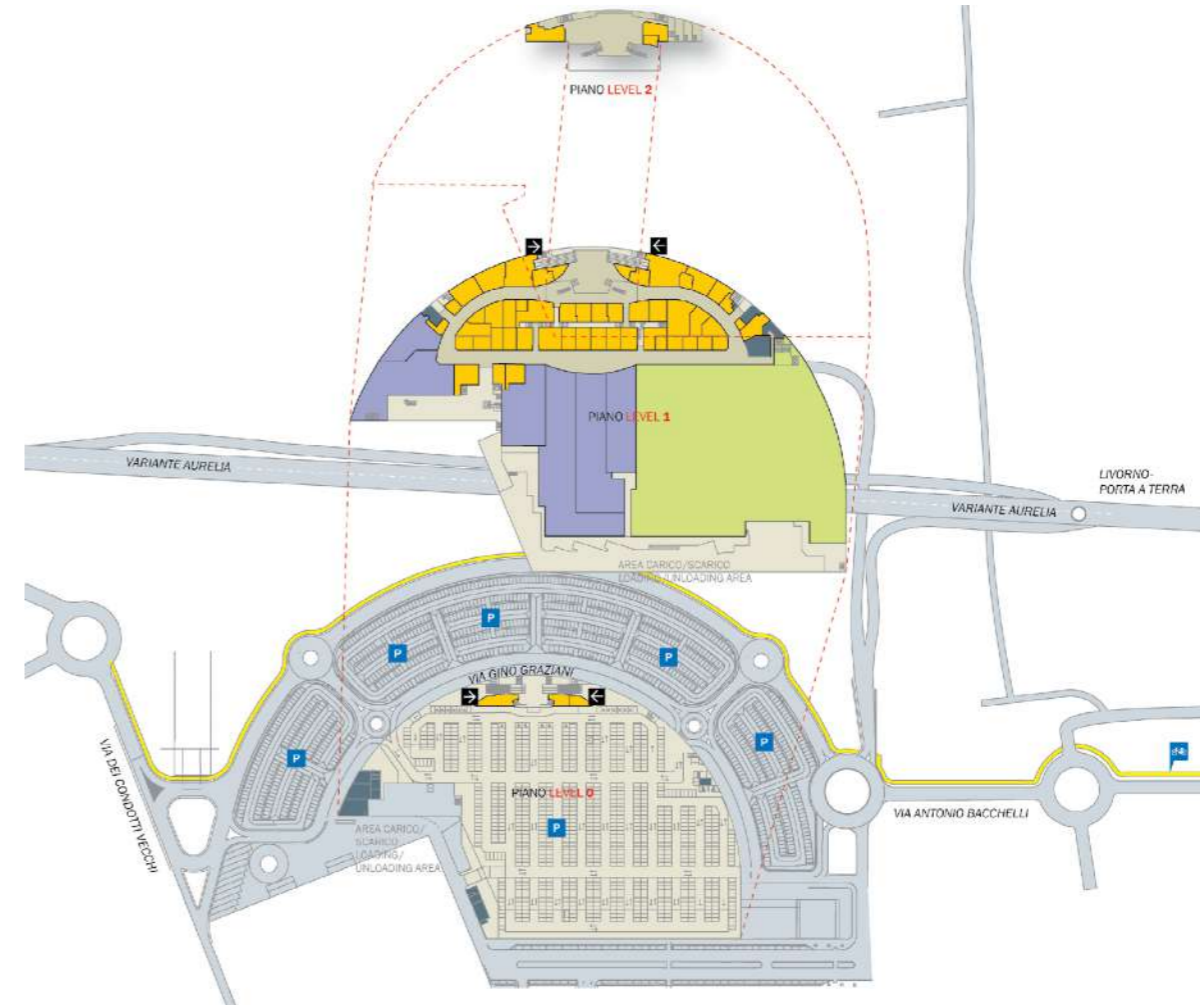 PIANO LEVEL 2
PIANO LEVEL 1
VARIANTE AURELIA
LIVORNO-
PORTA A TERRA
VARIANTE AURELIA
AREA CARICO/SCARICO
LOADING/UNLOADING AREA
P
P
P
P
VIA GINO GRAZIANI
P
P
VIA DEI CONDOTTI VECCHI
PIANO LEVEL 0
P
VIA ANTONIO BACCHELLI
AREA CARICO/
SCARICO
LOADING/
UNLOADING AREA